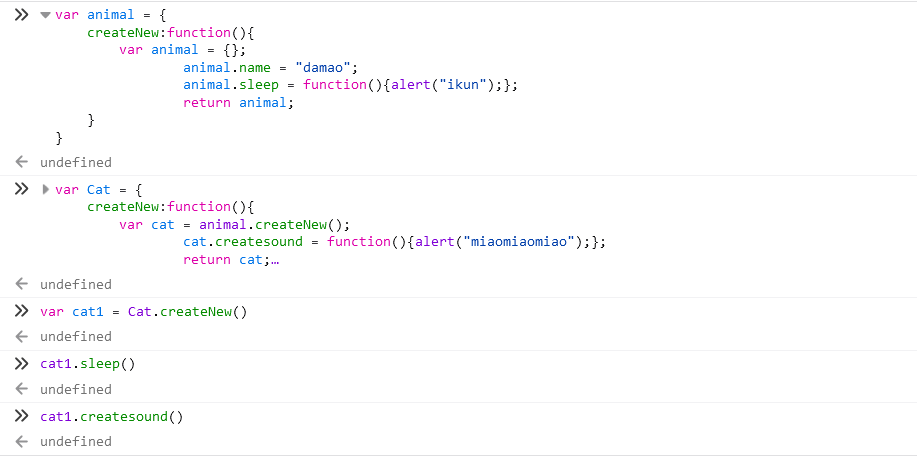 var animal = {
createNew:function(){
var animal = {};
animal.name = "damao";
animal.sleep = function(){alert("ikun");};
return animal;
}
}
undefined
var Cat = {
createNew:function(){
var cat = animal.createNew();
cat.createsound = function(){alert("miaomiaomiao");};
return cat;…
undefined
var cat1 = Cat.createNew()
undefined
cat1.sleep()
undefined
cat1.createsound()
undefined